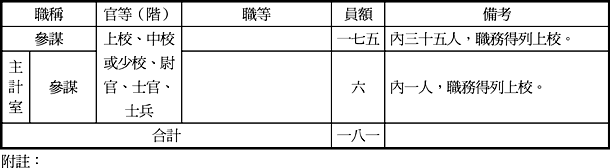 職稱 官等（階） 職等 員額 備考
參謀 上校、中校或少校、尉官、士官、士兵 一七五 內三十五人，職務得列上校。
主計室 參謀 六 內一人，職務得列上校。
合計 一八一
附註：